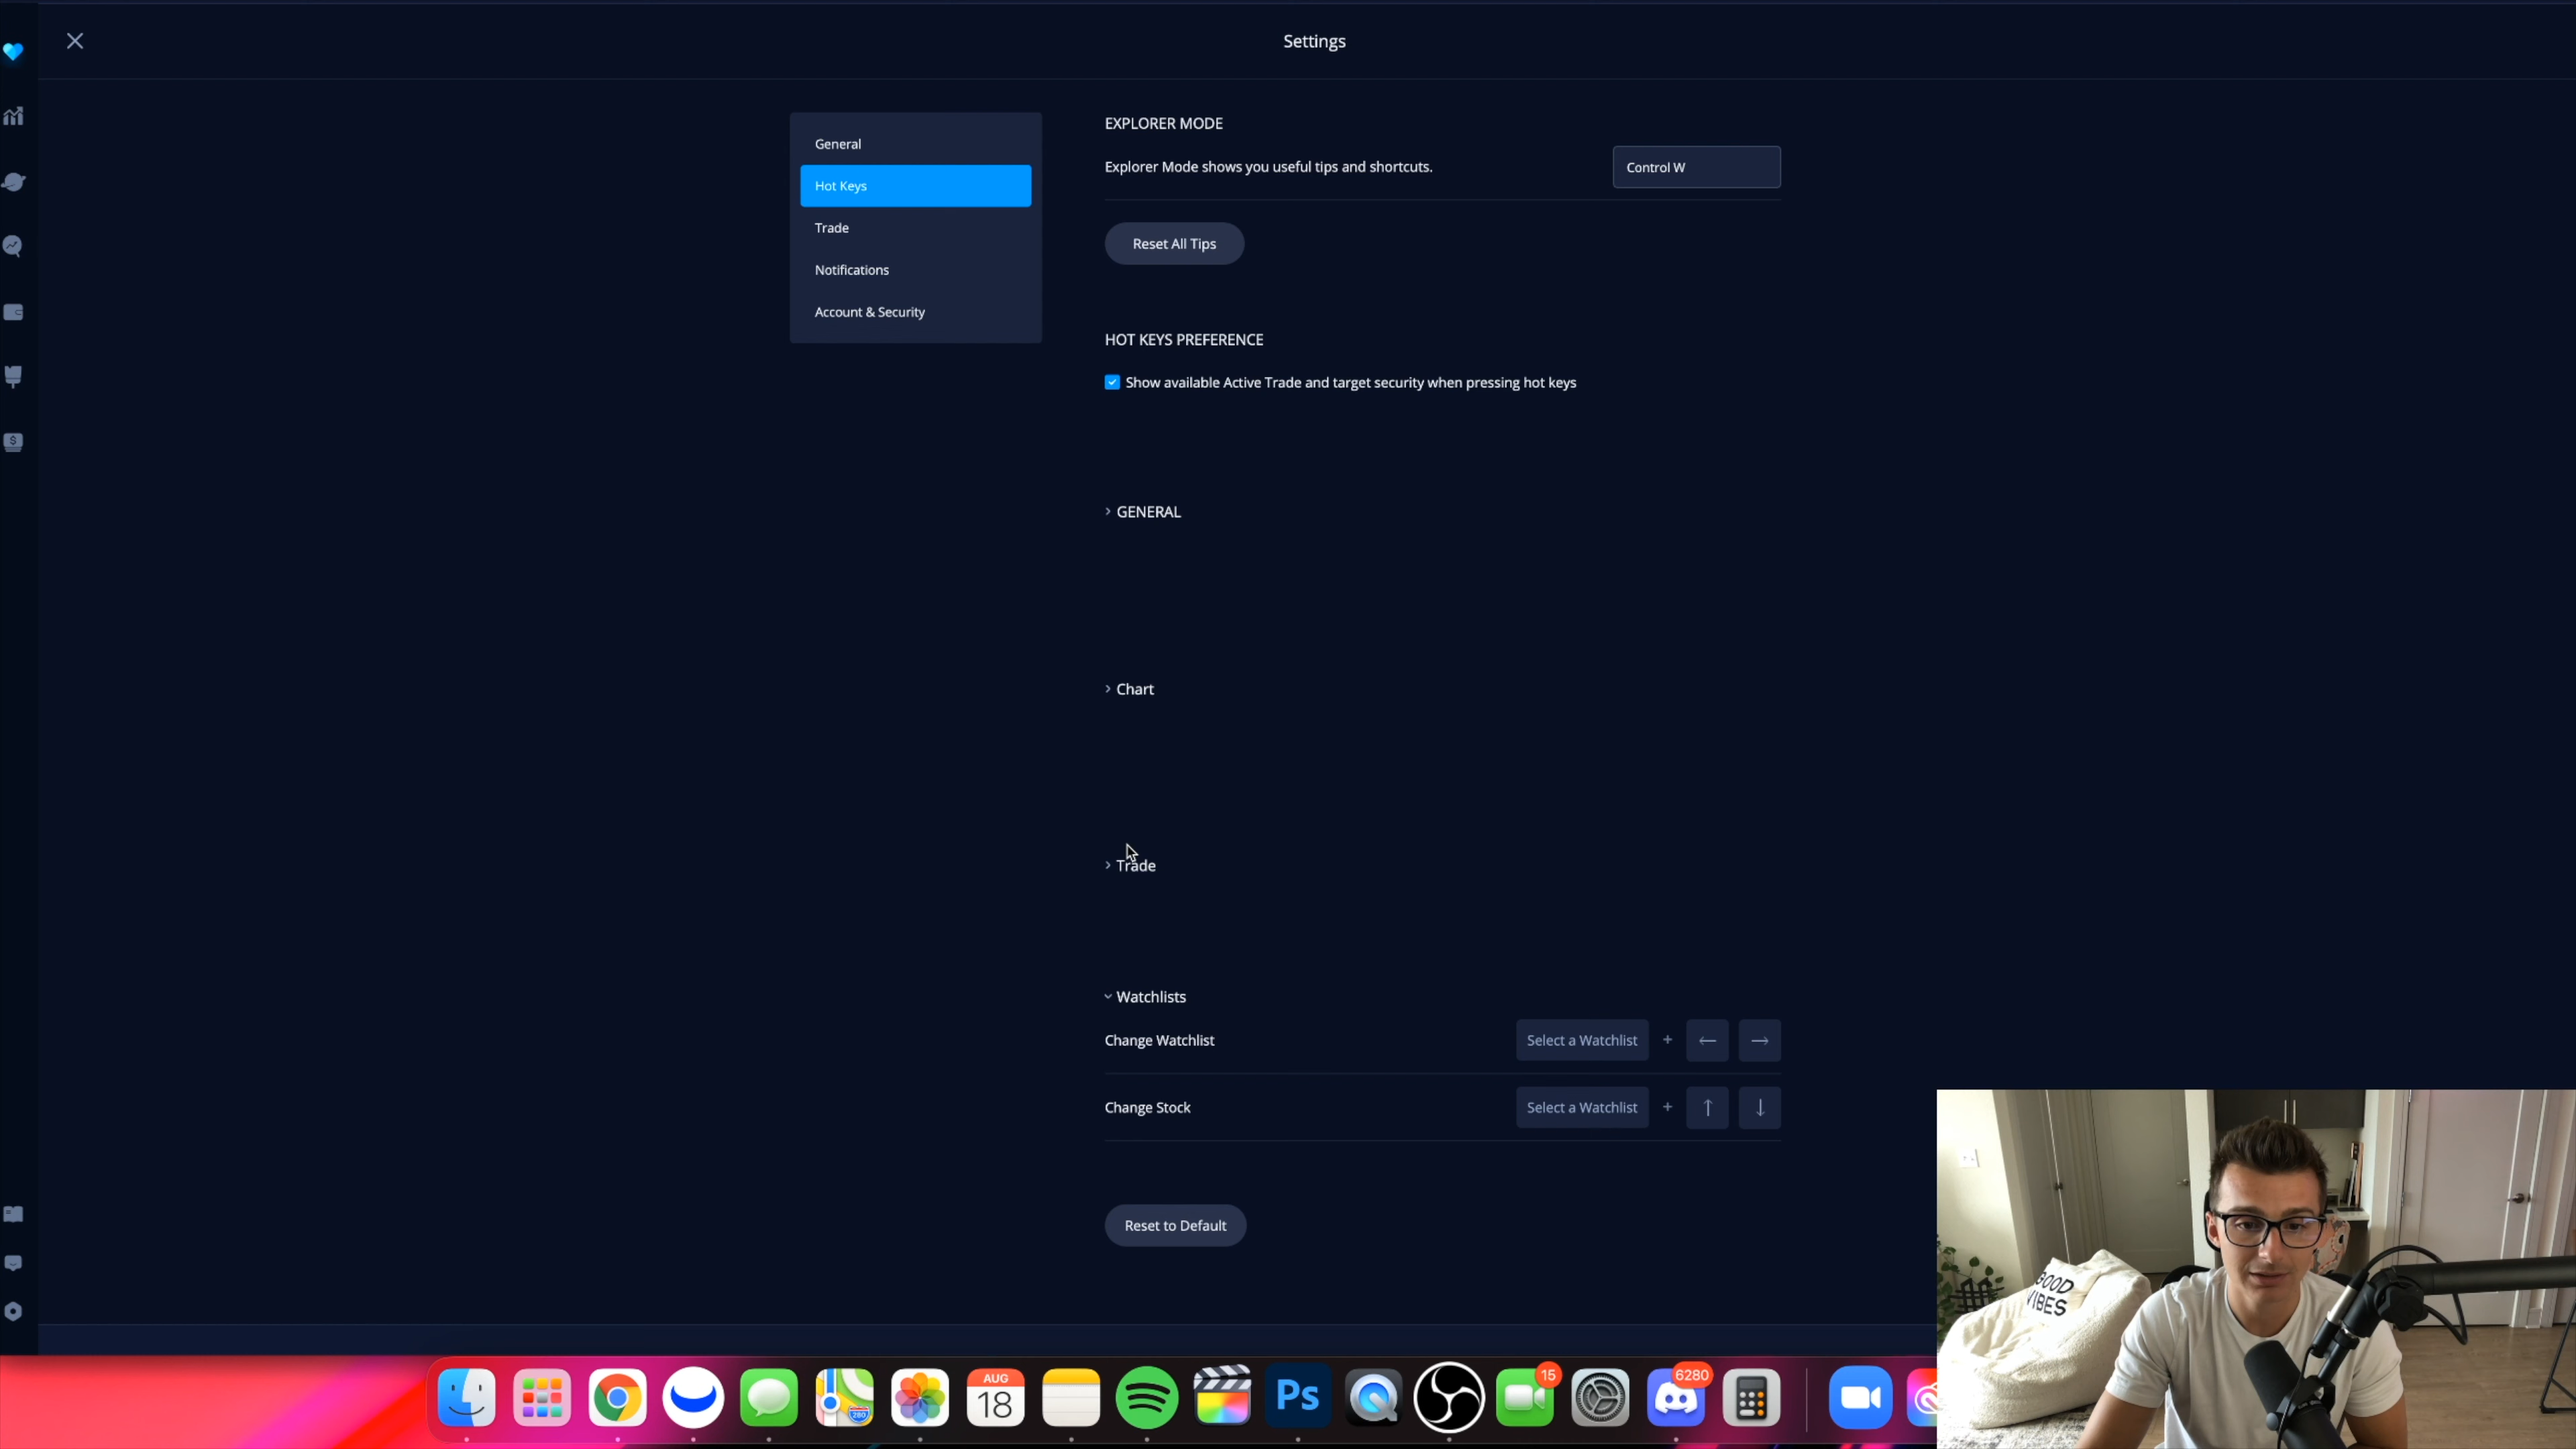 Settings
General
Hot Keys
Trade
Notifications
Account & Security
EXPLORER MODE
Explorer Mode shows you useful tips and shortcuts.
Control W
Reset All Tips
HOT KEYS PREFERENCE
Show available Active Trade and target security when pressing hot keys
GENERAL
Chart
Trade
Watchlists
Change Watchlist
Select a Watchlist + ← →
Change Stock
Select a Watchlist + ↑ ↓
Reset to Default
GOOD
VIBES
AUG
18
280
Ps
15
6280